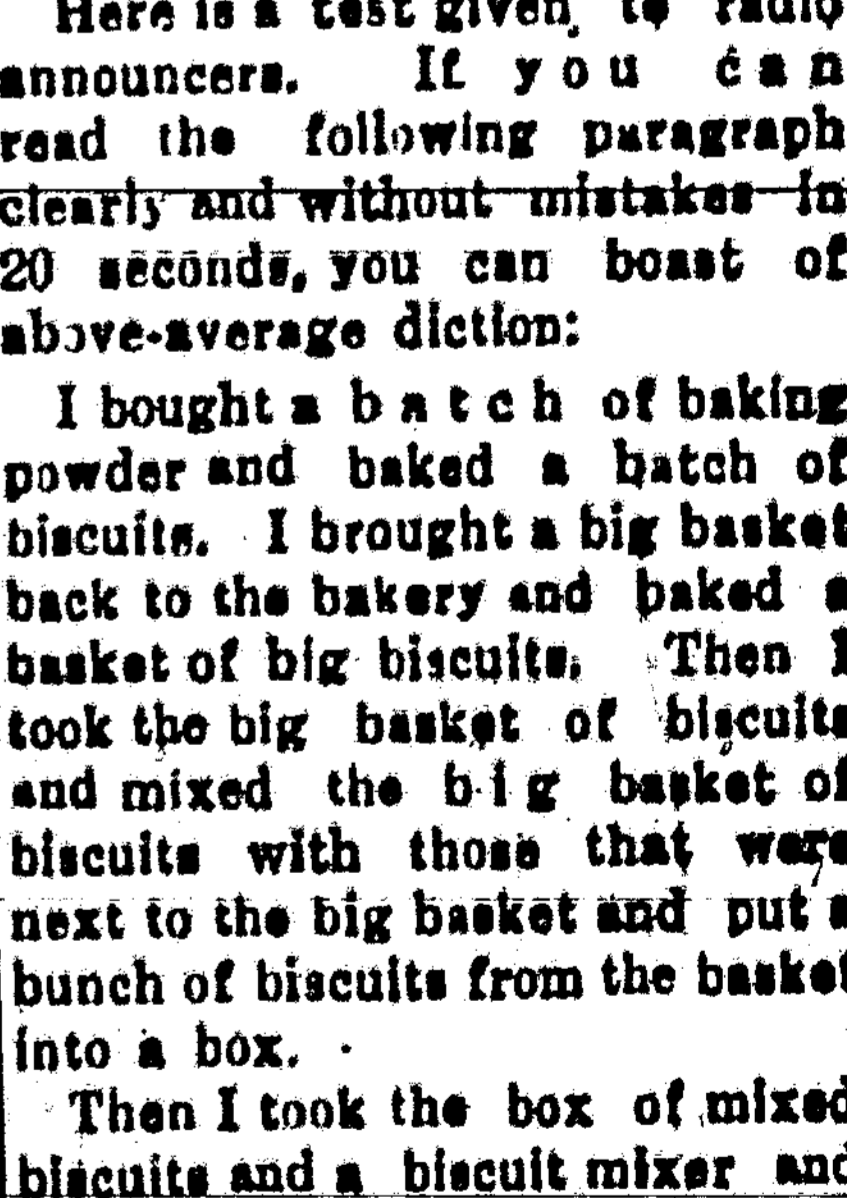 Here is a test given to radio
announcers. If you can
read the following paragraph
clearly and without mistakes in
20 seconds, you can boast of
above-average diction:
I bought a batch of baking
powder and baked a batch of
biscuits. I brought a big basket
back to the bakery and baked a
basket of big biscuits. Then I
took the big basket of biscuits
and mixed the big basket of
biscuits with those that were
next to the big basket and put a
bunch of biscuits from the basket
into a box.
Then I took the box of mixed
biscuits and a biscuit mixer and